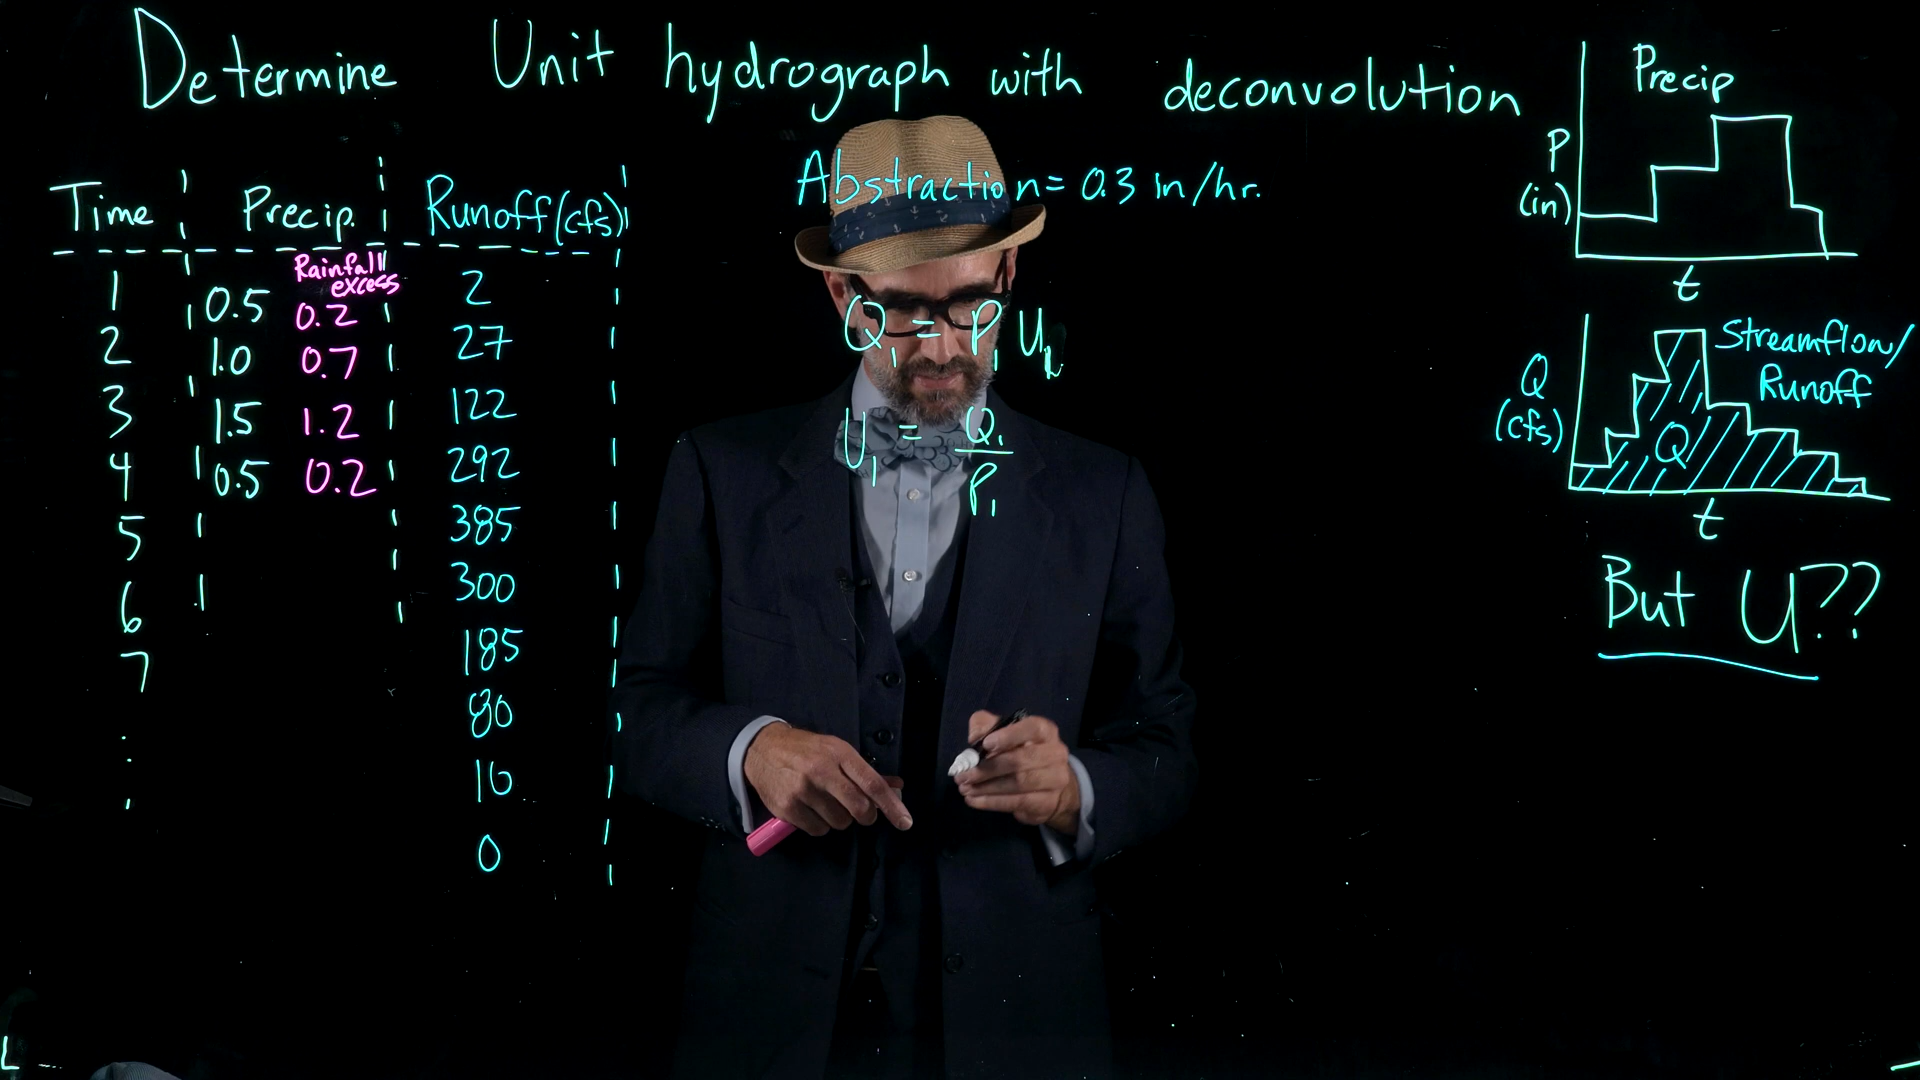 Determine Unit hydrograph with deconvolution
Time Precip. Runoff (cfs)
Rainfall
excess
1 0.5 0.2 2
2 1.0 0.7 27
3 1.5 1.2 122
4 0.5 0.2 292
5 385
6 300
7 185
80
10
0
Abstraction = 0.3 in/hr.
Q1 = P1 U1
U1 = Q1
P1
Precip
P
(in)
t
Streamflow/
Runoff
Q
(cfs)
Q
t
But U??